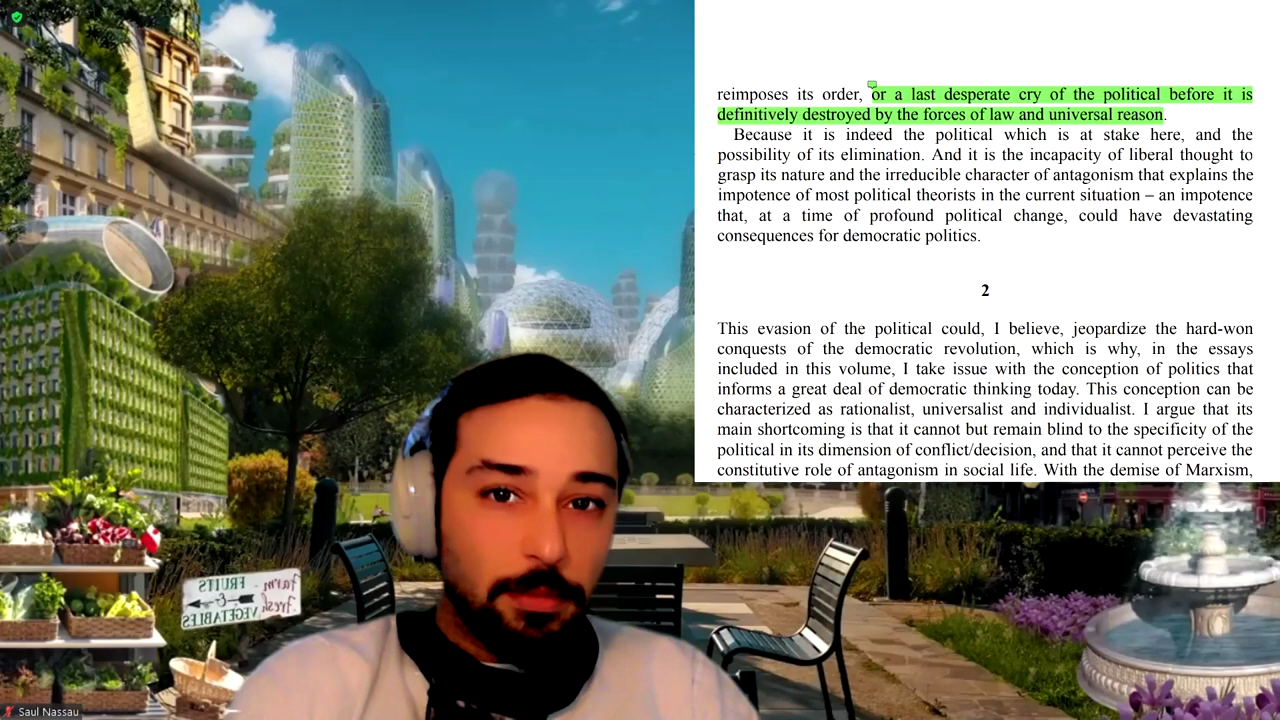 reimposes its order, or a last desperate cry of the political before it is
definitively destroyed by the forces of law and universal reason.
Because it is indeed the political which is at stake here, and the
possibility of its elimination. And it is the incapacity of liberal thought to
grasp its nature and the irreducible character of antagonism that explains the
impotence of most political theorists in the current situation – an impotence
that, at a time of profound political change, could have devastating
consequences for democratic politics.
2
This evasion of the political could, I believe, jeopardize the hard-won
conquests of the democratic revolution, which is why, in the essays
included in this volume, I take issue with the conception of politics that
informs a great deal of democratic thinking today. This conception can be
characterized as rationalist, universalist and individualist. I argue that its
main shortcoming is that it cannot but remain blind to the specificity of the
political in its dimension of conflict/decision, and that it cannot perceive the
constitutive role of antagonism in social life. With the demise of Marxism,
Farm Fresh
FRUITS
&
VEGETABLES
Saul Nassau